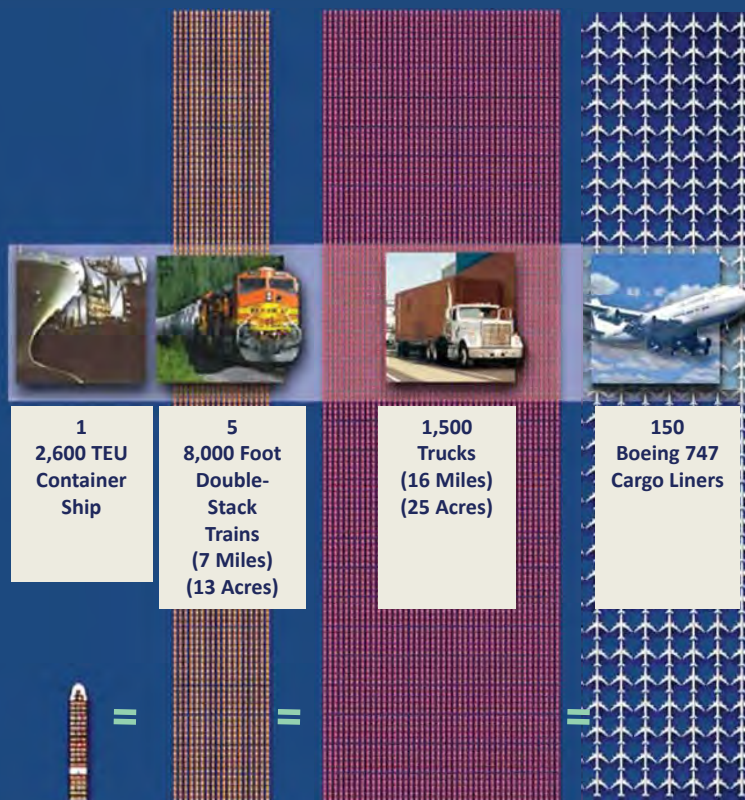 1
2,600 TEU
Container
Ship
5
8,000 Foot
Double-
Stack
Trains
(7 Miles)
(13 Acres)
1,500
Trucks
(16 Miles)
(25 Acres)
150
Boeing 747
Cargo Liners
=
=
=